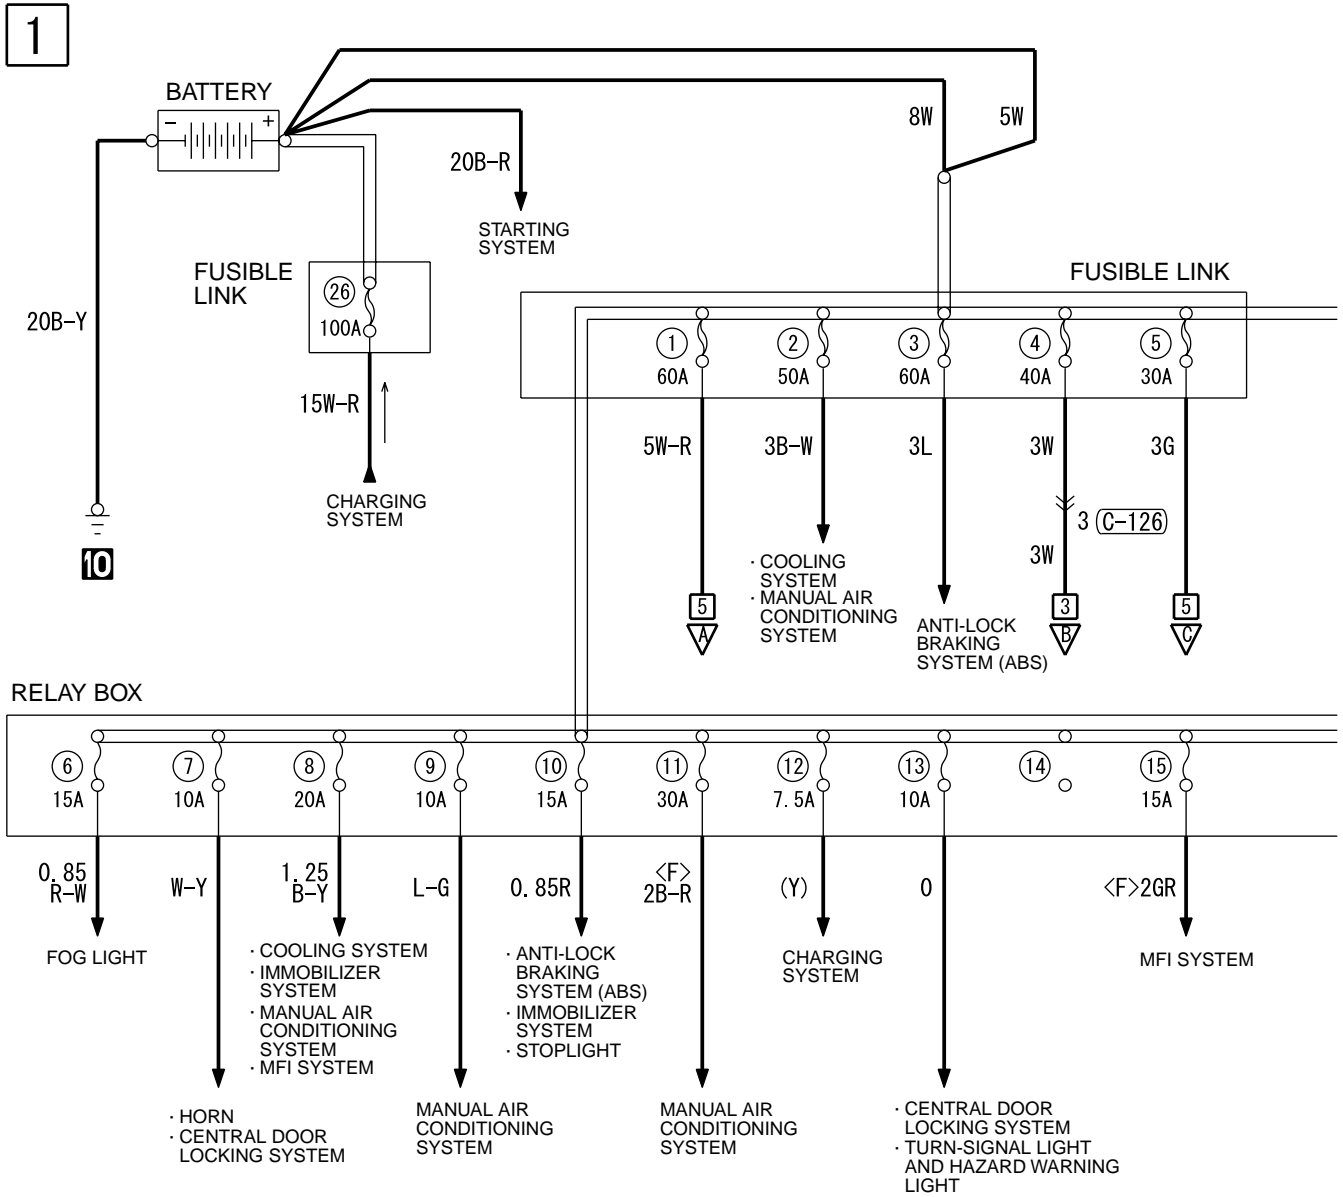 1
BATTERY
- +
8W
5W
20B-R
STARTING
SYSTEM
FUSIBLE
LINK
26
100A
FUSIBLE LINK
20B-Y
1
60A
2
50A
3
60A
4
40A
5
30A
15W-R
CHARGING
SYSTEM
5W-R
3B-W
3L
3W
3G
3 C-126
3W
10
· COOLING
SYSTEM
· MANUAL AIR
CONDITIONING
SYSTEM
ANTI-LOCK
BRAKING
SYSTEM (ABS)
5
A
3
B
5
C
RELAY BOX
6
15A
7
10A
8
20A
9
10A
10
15A
11
30A
12
7.5A
13
10A
14
15
15A
0.85
R-W
W-Y
1.25
B-Y
L-G
0.85R
<F>
2B-R
(Y)
O
<F>2GR
FOG LIGHT
· COOLING SYSTEM
· IMMOBILIZER
SYSTEM
· MANUAL AIR
CONDITIONING
SYSTEM
· MFI SYSTEM
· ANTI-LOCK
BRAKING
SYSTEM (ABS)
· IMMOBILIZER
SYSTEM
· STOPLIGHT
CHARGING
SYSTEM
MFI SYSTEM
· HORN
· CENTRAL DOOR
LOCKING SYSTEM
MANUAL AIR
CONDITIONING
SYSTEM
MANUAL AIR
CONDITIONING
SYSTEM
· CENTRAL DOOR
LOCKING SYSTEM
· TURN-SIGNAL LIGHT
AND HAZARD WARNING
LIGHT